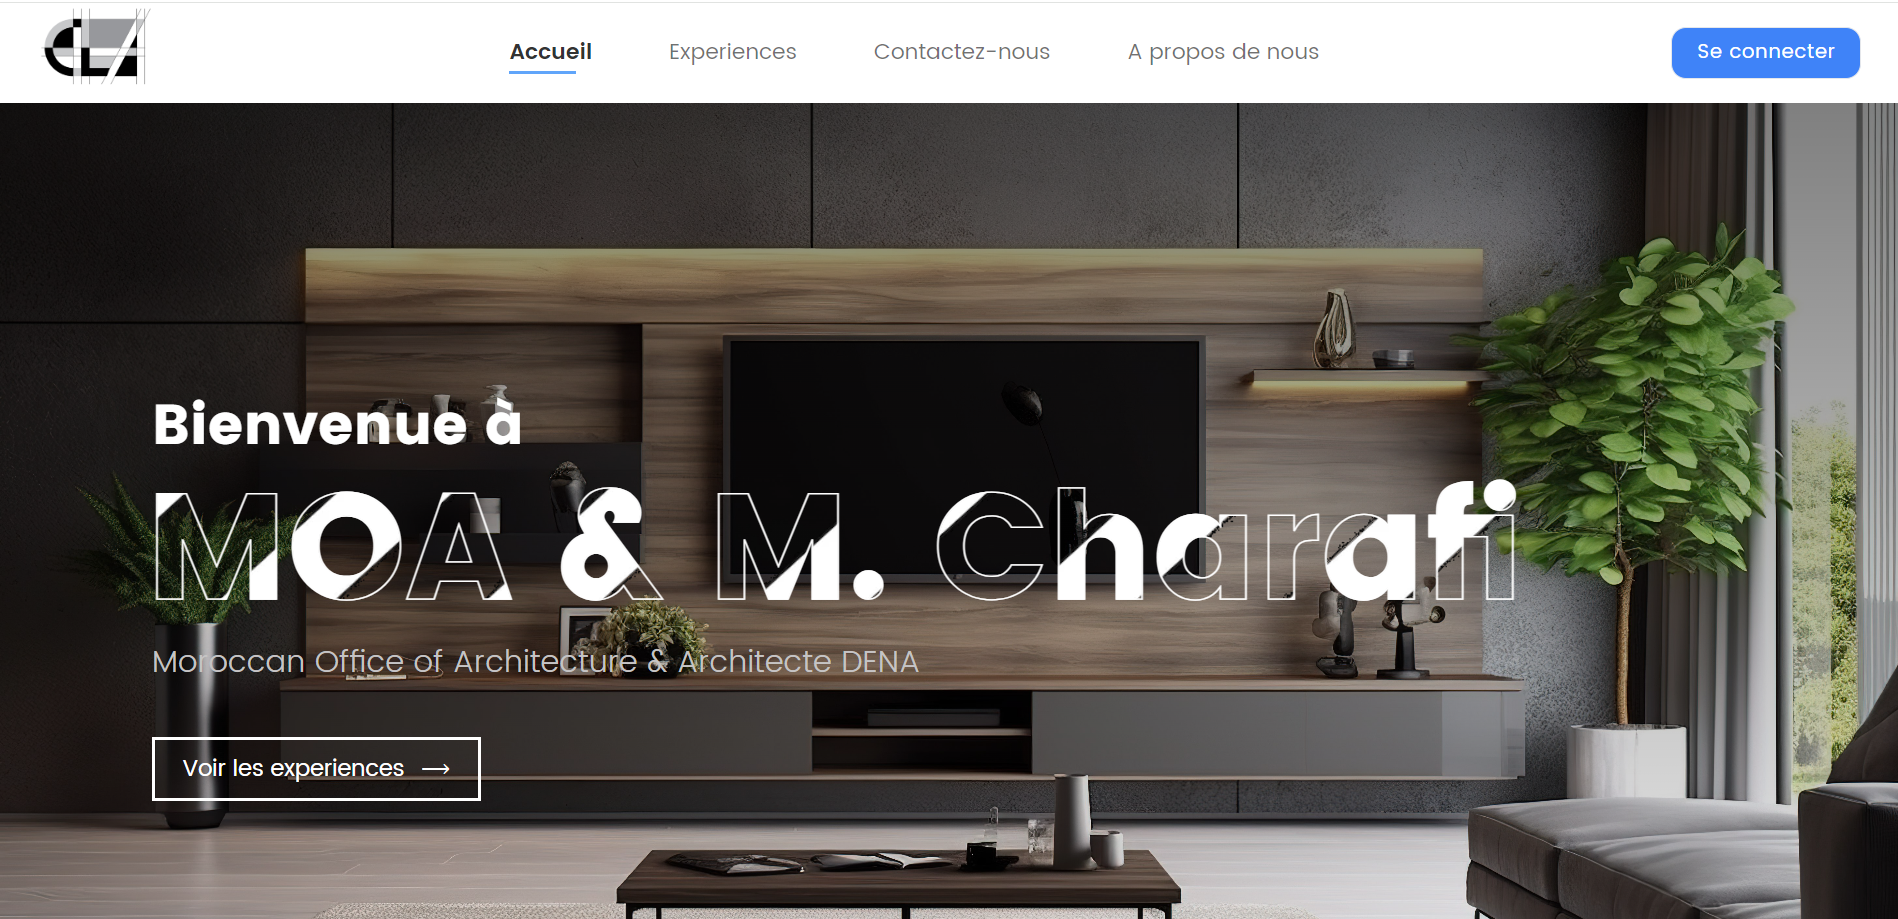 Accueil
Experiences
Contactez-nous
A propos de nous
Se connecter
Bienvenue à
MOA & M. Charafi
Moroccan Office of Architecture & Architecte DENA
Voir les experiences →